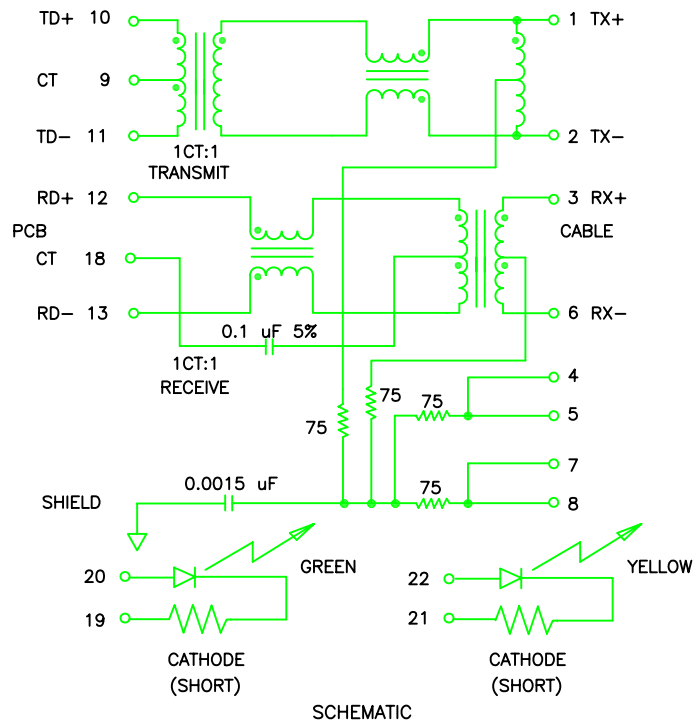 TD+ 10
1 TX+
CT 9
TD- 11
2 TX-
1CT:1
TRANSMIT
RD+ 12
3 RX+
PCB
CABLE
CT 18
RD- 13
6 RX-
0.1 uF 5%
1CT:1
RECEIVE
4
75
75
75
5
7
0.0015 uF
75
SHIELD
8
GREEN
YELLOW
20
22
19
21
CATHODE
(SHORT)
CATHODE
(SHORT)
SCHEMATIC